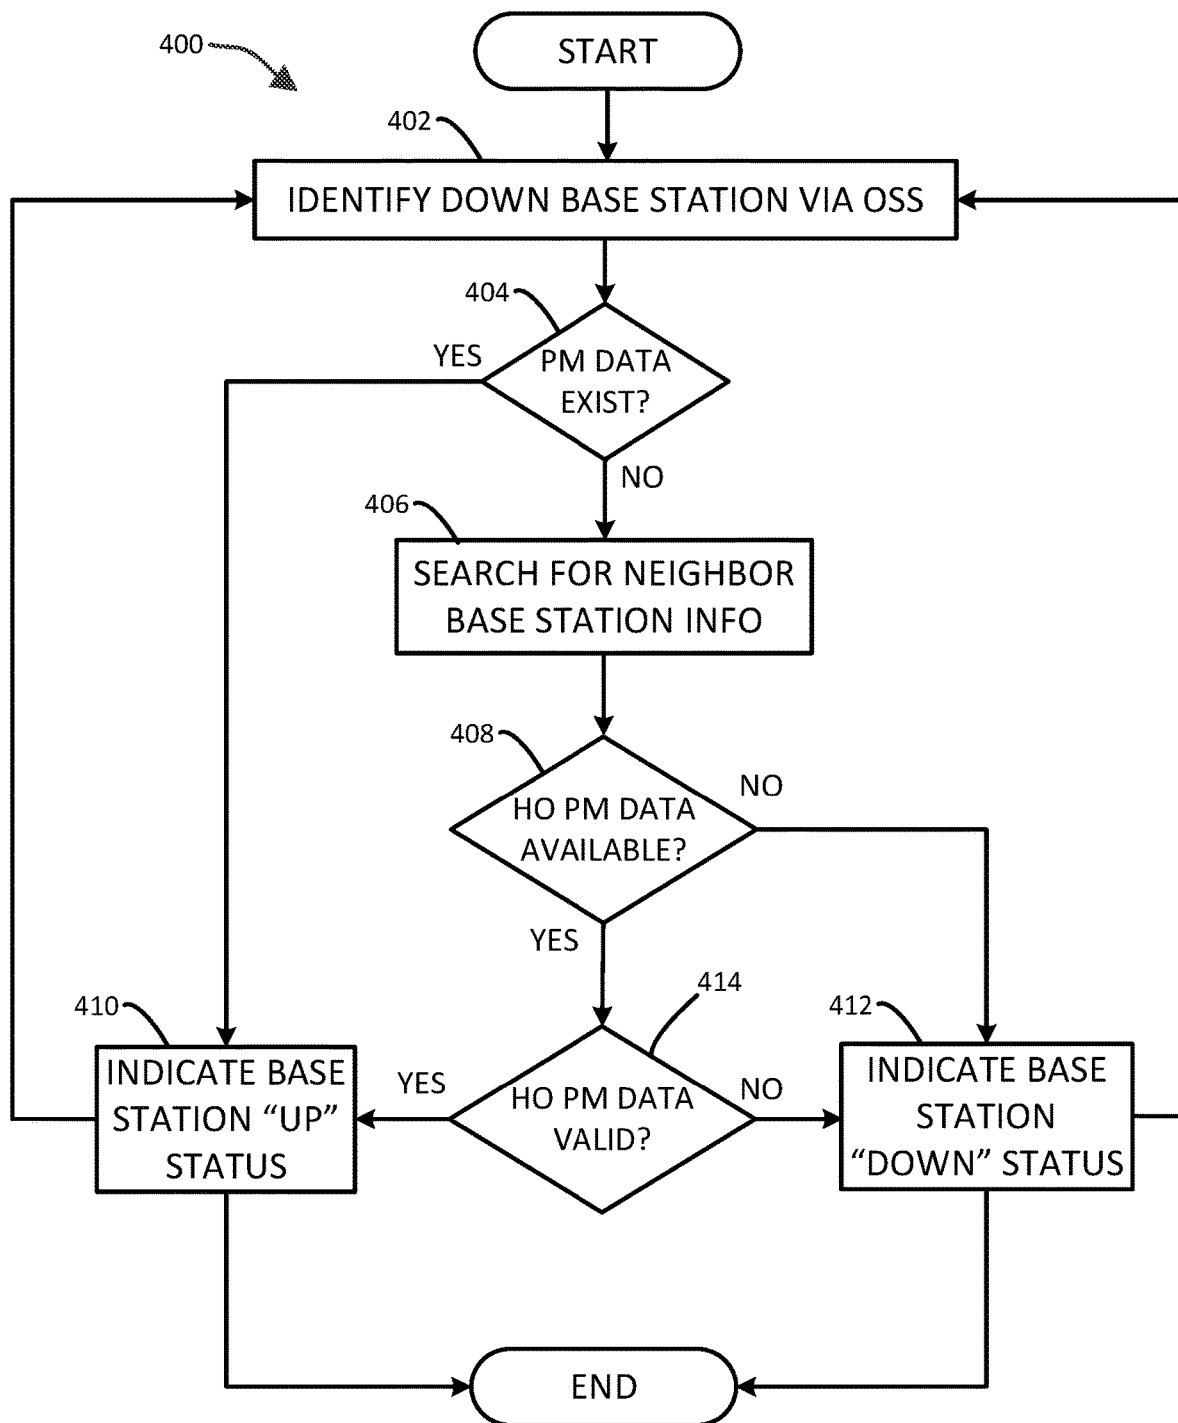 400
START
402
IDENTIFY DOWN BASE STATION VIA OSS
404
YES
PM DATA
EXIST?
NO
406
SEARCH FOR NEIGHBOR
BASE STATION INFO
408
HO PM DATA
AVAILABLE?
NO
YES
410
INDICATE BASE
STATION “UP”
STATUS
YES
414
HO PM DATA
VALID?
NO
412
INDICATE BASE
STATION
“DOWN” STATUS
END